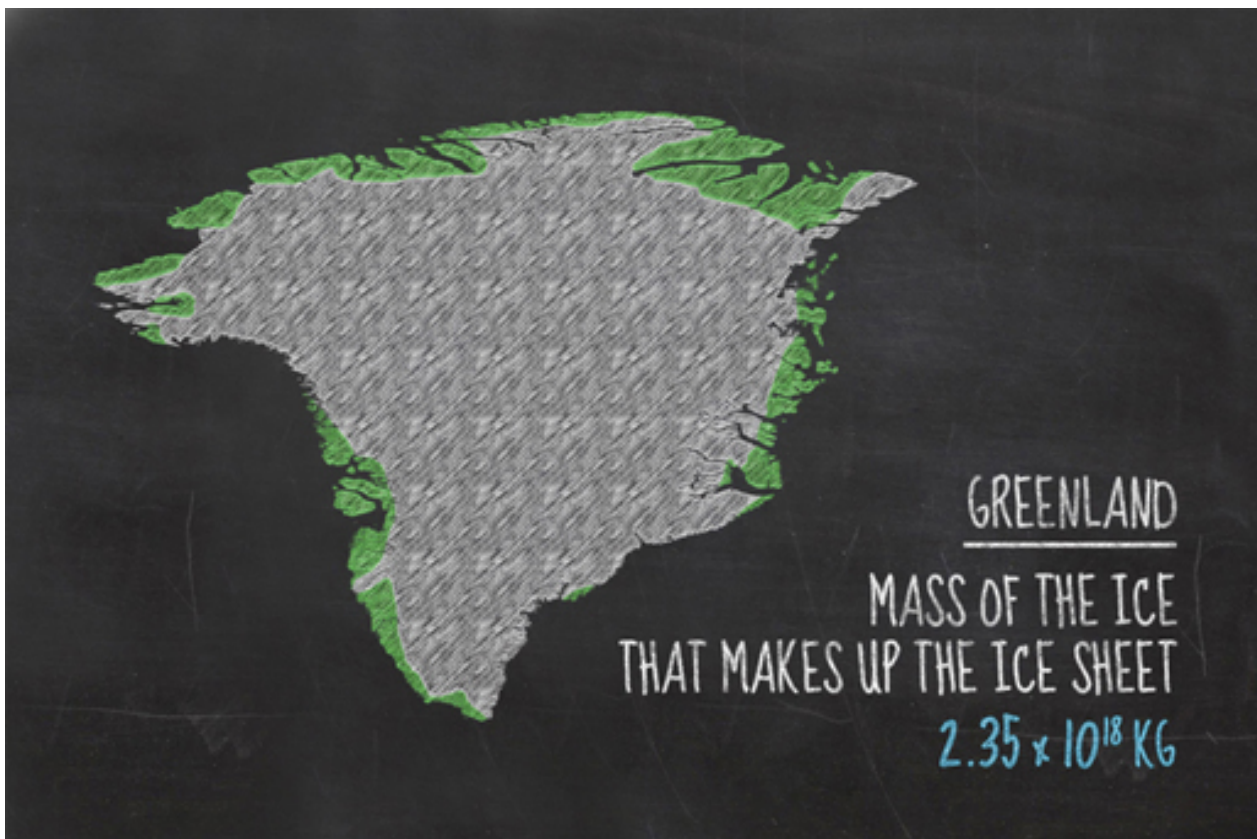 GREENLAND
MASS OF THE ICE
THAT MAKES UP THE ICE SHEET
2.35 x 10¹⁸ KG